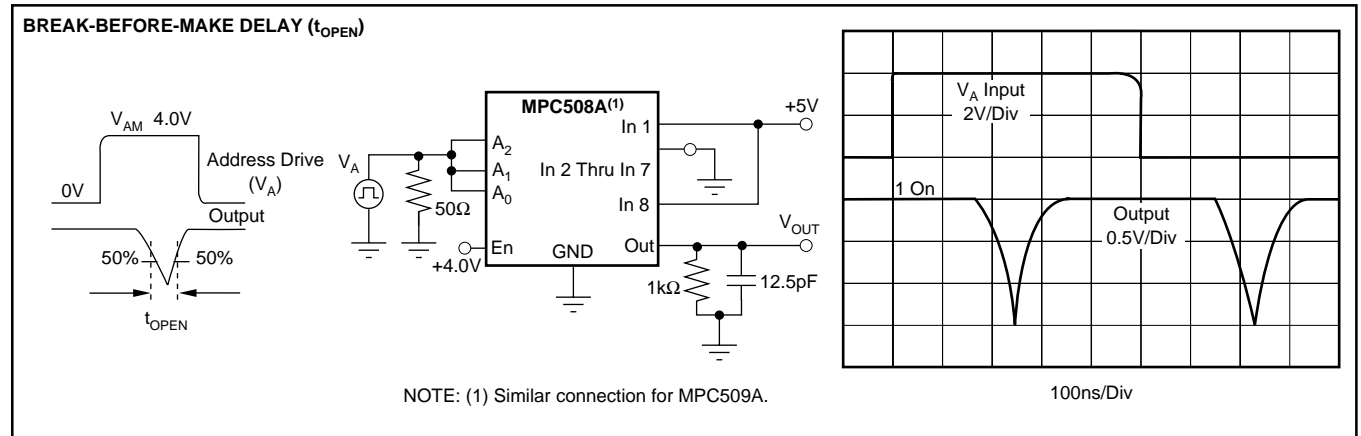 BREAK-BEFORE-MAKE DELAY (tOPEN)
VAM 4.0V
0V
Address Drive
(VA)
Output
50%
50%
tOPEN
VA
50Ω
+4.0V
MPC508A(1)
A2
A1
A0
En
GND
In 1
In 2 Thru In 7
In 8
Out
+5V
VOUT
1kΩ
12.5pF
NOTE: (1) Similar connection for MPC509A.
VA Input
2V/Div
1 On
Output
0.5V/Div
100ns/Div